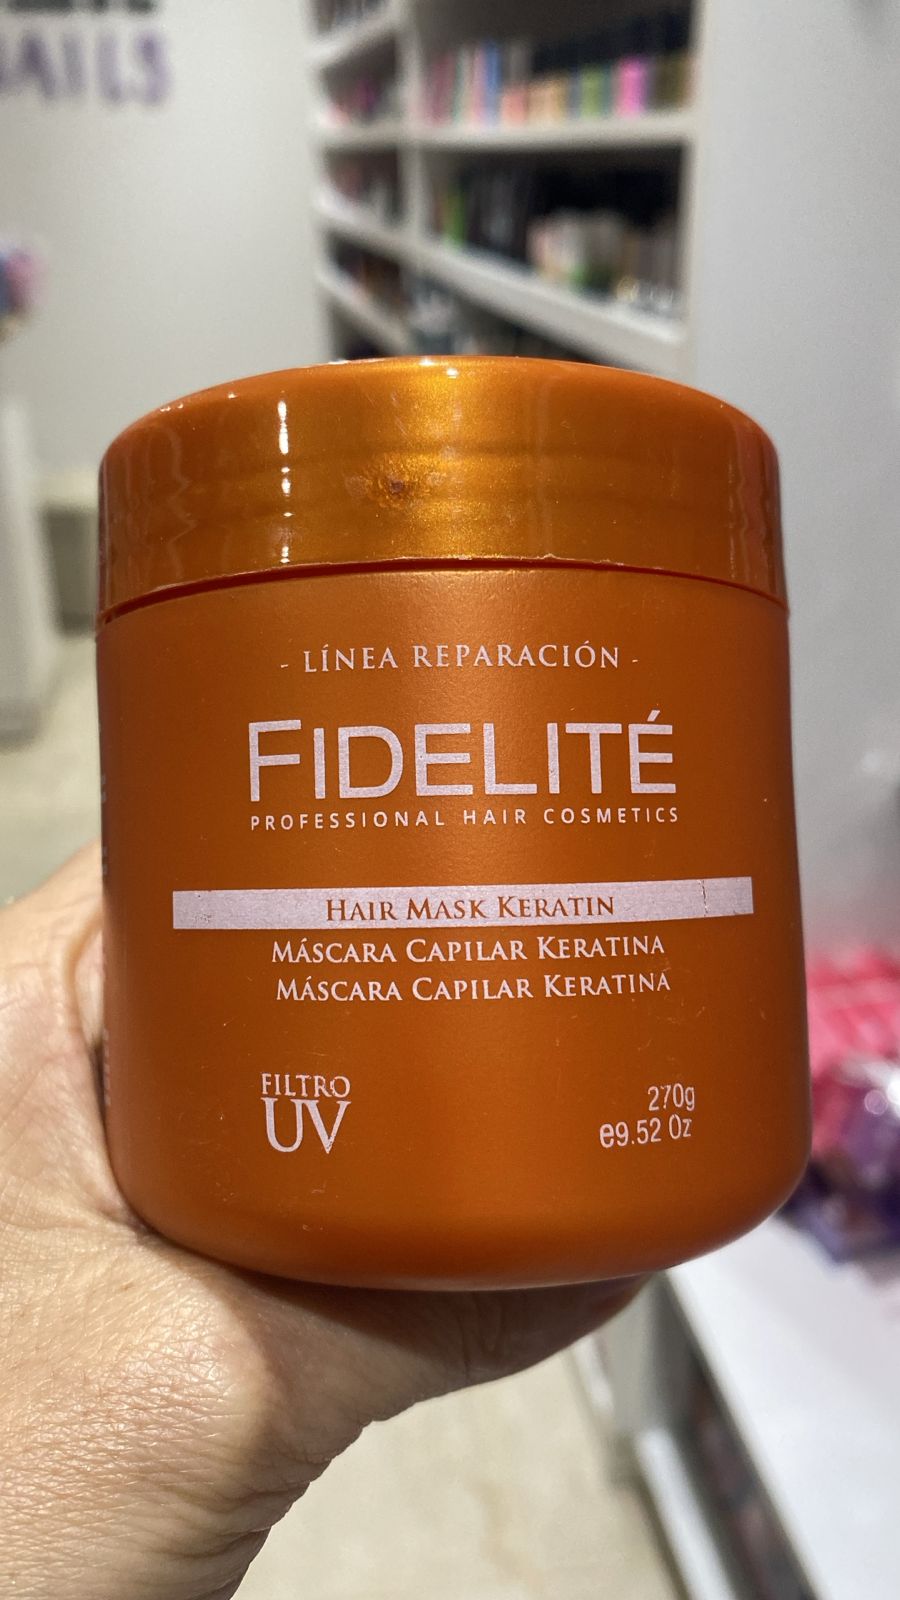 NAILS
- LÍNEA REPARACIÓN -
FIDELITÉ
PROFESSIONAL HAIR COSMETICS
HAIR MASK KERATIN
MÁSCARA CAPILAR KERATINA
MÁSCARA CAPILAR KERATINA
FILTRO
UV
270g
e9.52 Oz